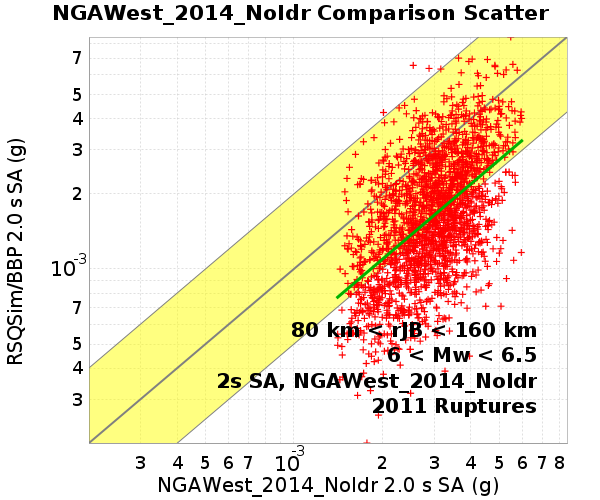 NGAWest_2014_NoIdr Comparison Scatter
RSQSim/BBP 2.0 s SA (g)
7
5
4
3
2
10-3
7
5
4
3
80 km < rJB < 160 km
6 < Mw < 6.5
2s SA, NGAWest_2014_NoIdr
2011 Ruptures
3 4 5 6 7 10-3 2 3 4 5 6 7 8
NGAWest_2014_NoIdr 2.0 s SA (g)